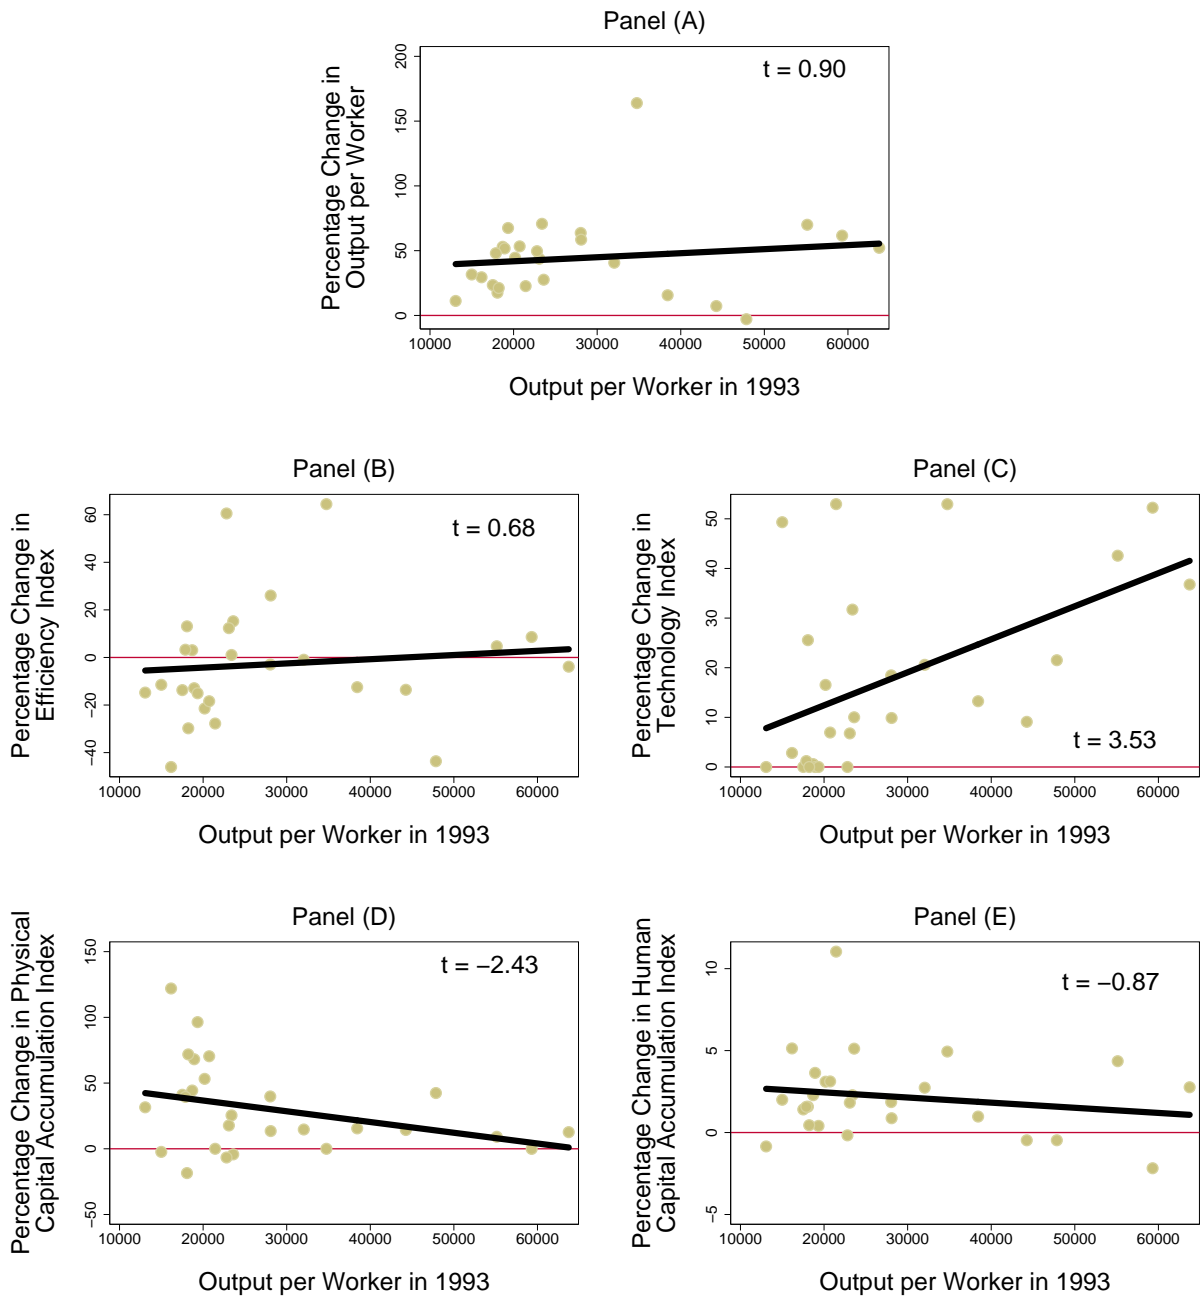 Panel (A)
t = 0.90
Percentage Change in
Output per Worker
200
150
100
50
0
10000 20000 30000 40000 50000 60000
Output per Worker in 1993
Panel (B)
t = 0.68
Percentage Change in
Efficiency Index
60
40
20
0
−20
−40
10000 20000 30000 40000 50000 60000
Output per Worker in 1993
Panel (C)
t = 3.53
Percentage Change in
Technology Index
50
40
30
20
10
0
10000 20000 30000 40000 50000 60000
Output per Worker in 1993
Panel (D)
t = −2.43
Percentage Change in Physical
Capital Accumulation Index
150
100
50
0
−50
10000 20000 30000 40000 50000 60000
Output per Worker in 1993
Panel (E)
t = −0.87
Percentage Change in Human
Capital Accumulation Index
10
5
0
−5
10000 20000 30000 40000 50000 60000
Output per Worker in 1993